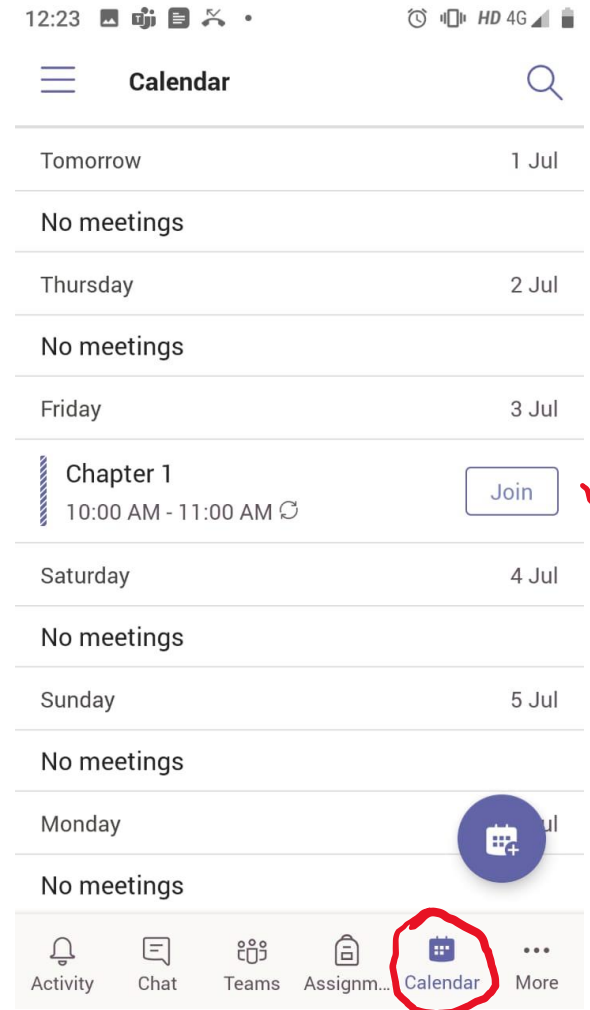 12:23 HD 4G
Calendar
Tomorrow 1 Jul
No meetings
Thursday 2 Jul
No meetings
Friday 3 Jul
Chapter 1
10:00 AM - 11:00 AM Join
Saturday 4 Jul
No meetings
Sunday 5 Jul
No meetings
Monday
No meetings
Activity Chat Teams Assignm... Calendar More